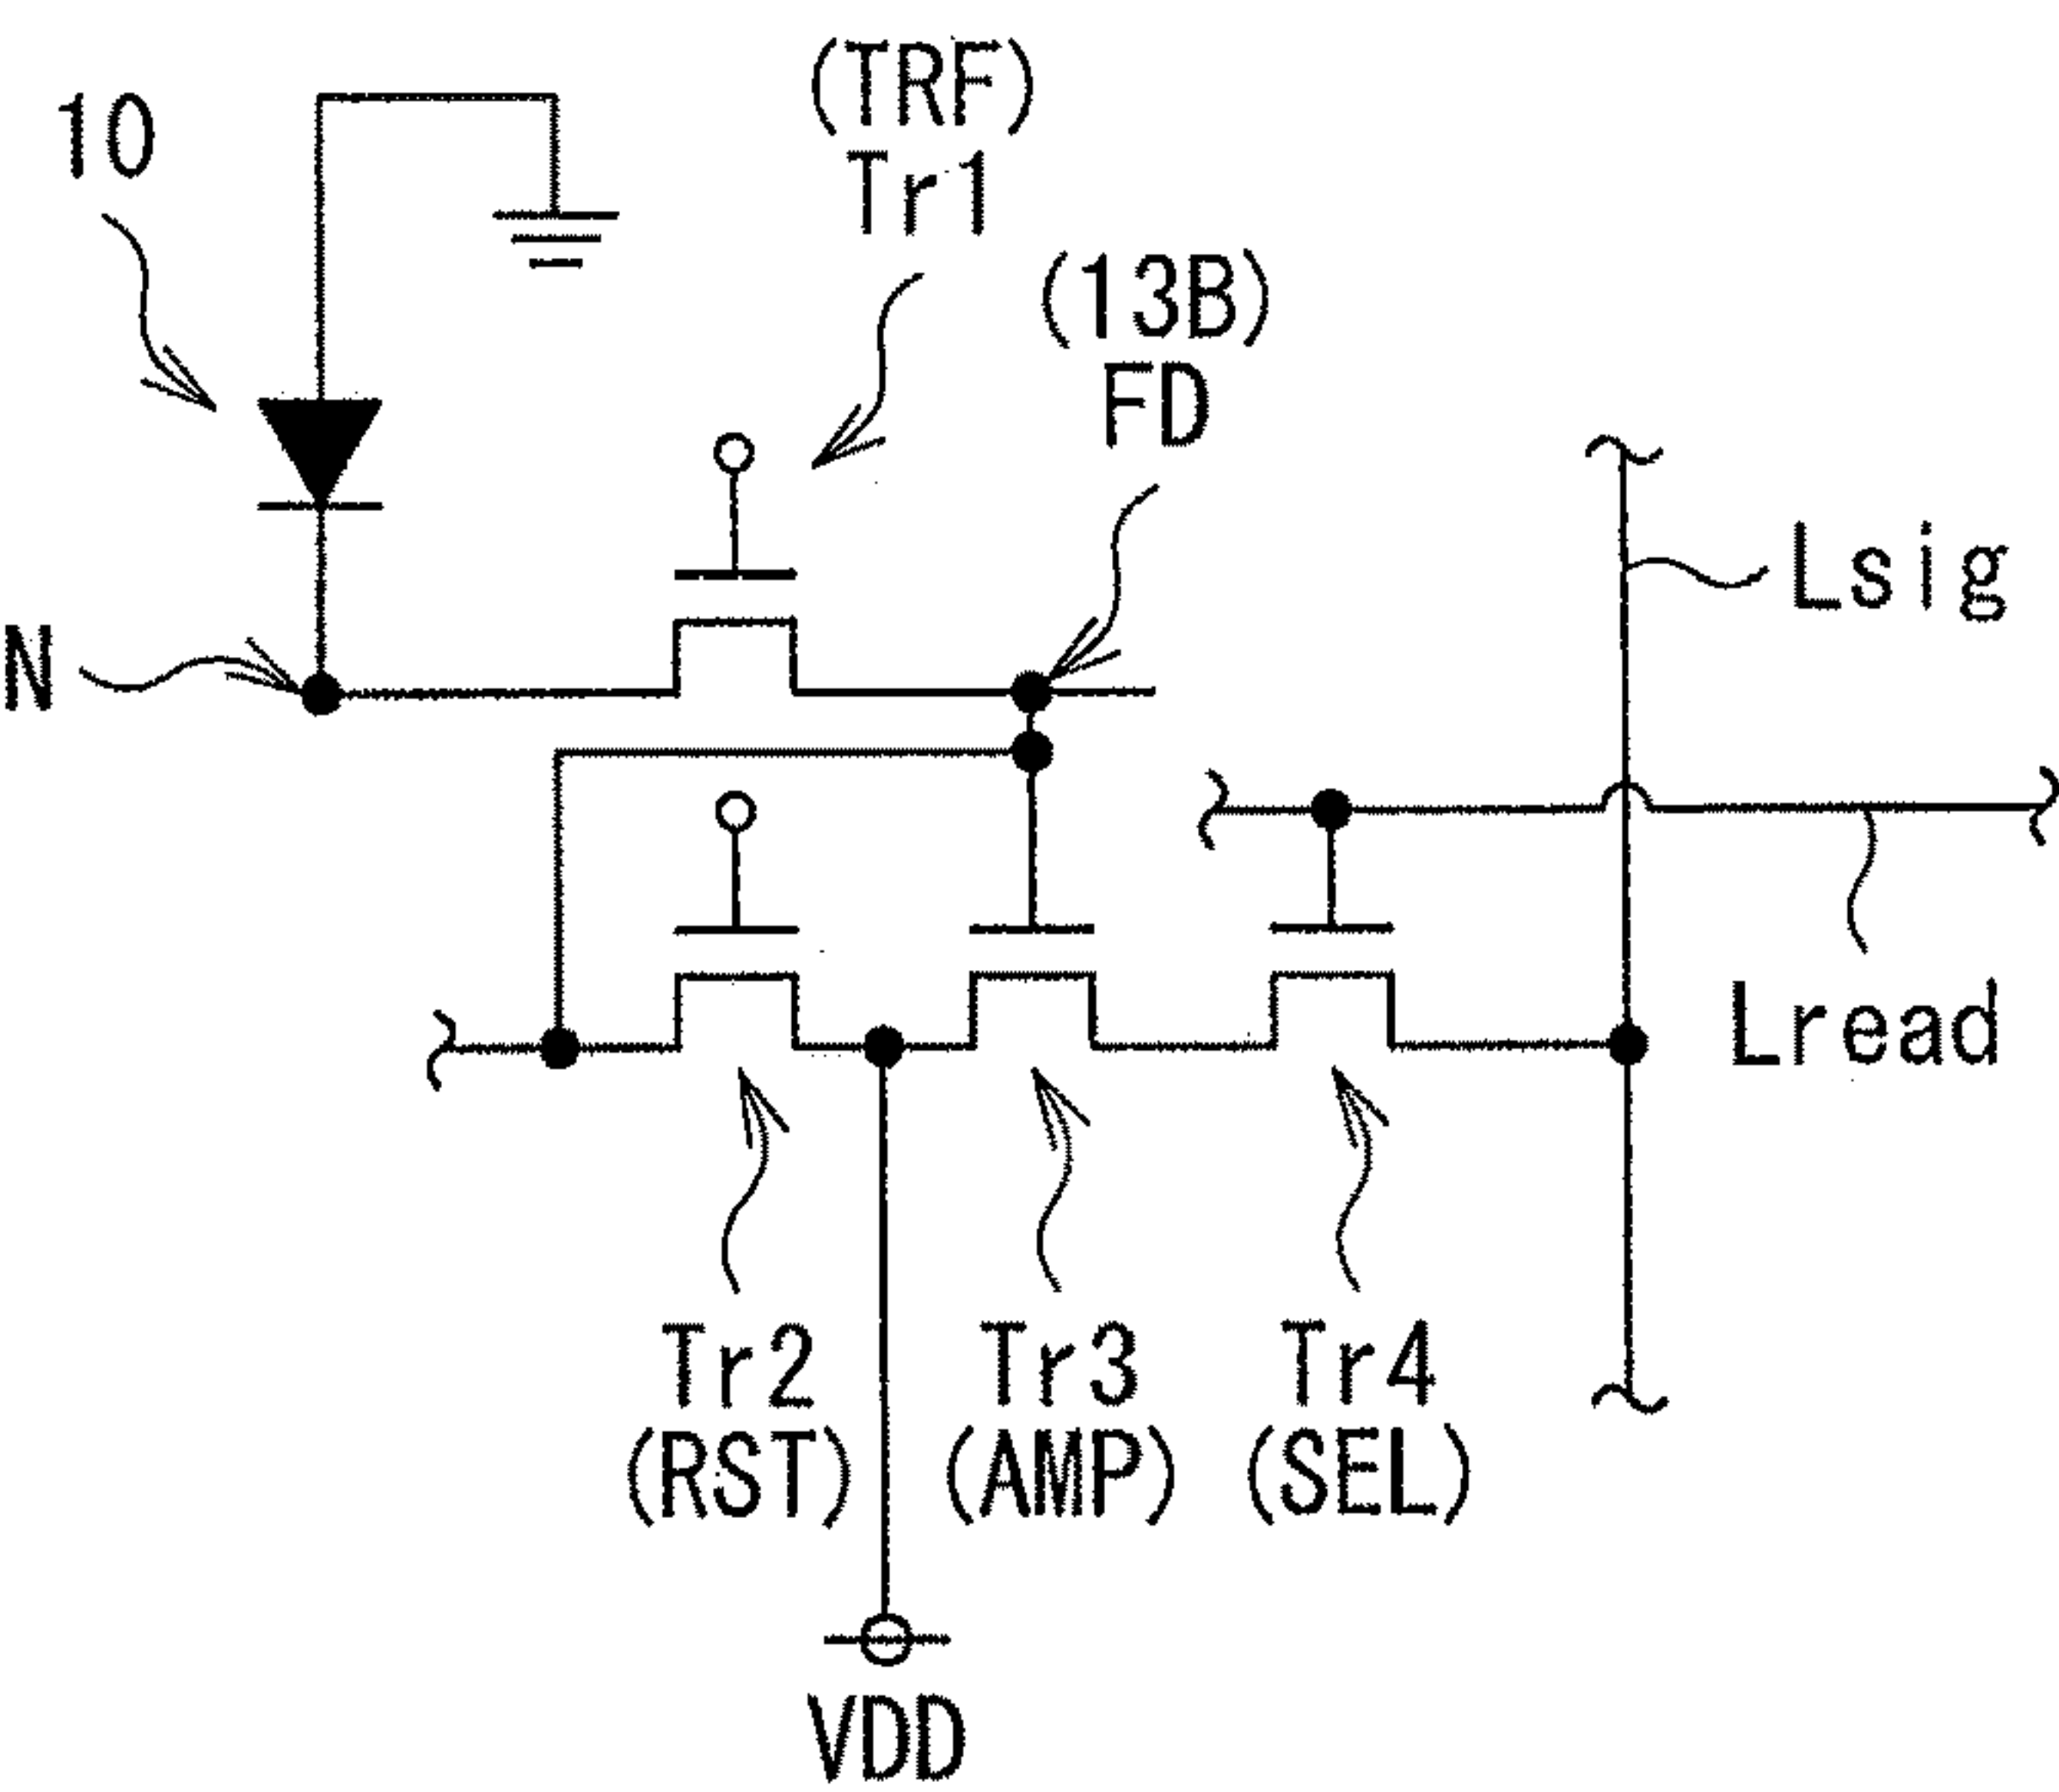 (TRF)
Tr1
10
(13B)
FD
Lsig
N
Lread
Tr2
(RST)
Tr3
(AMP)
Tr4
(SEL)
VDD